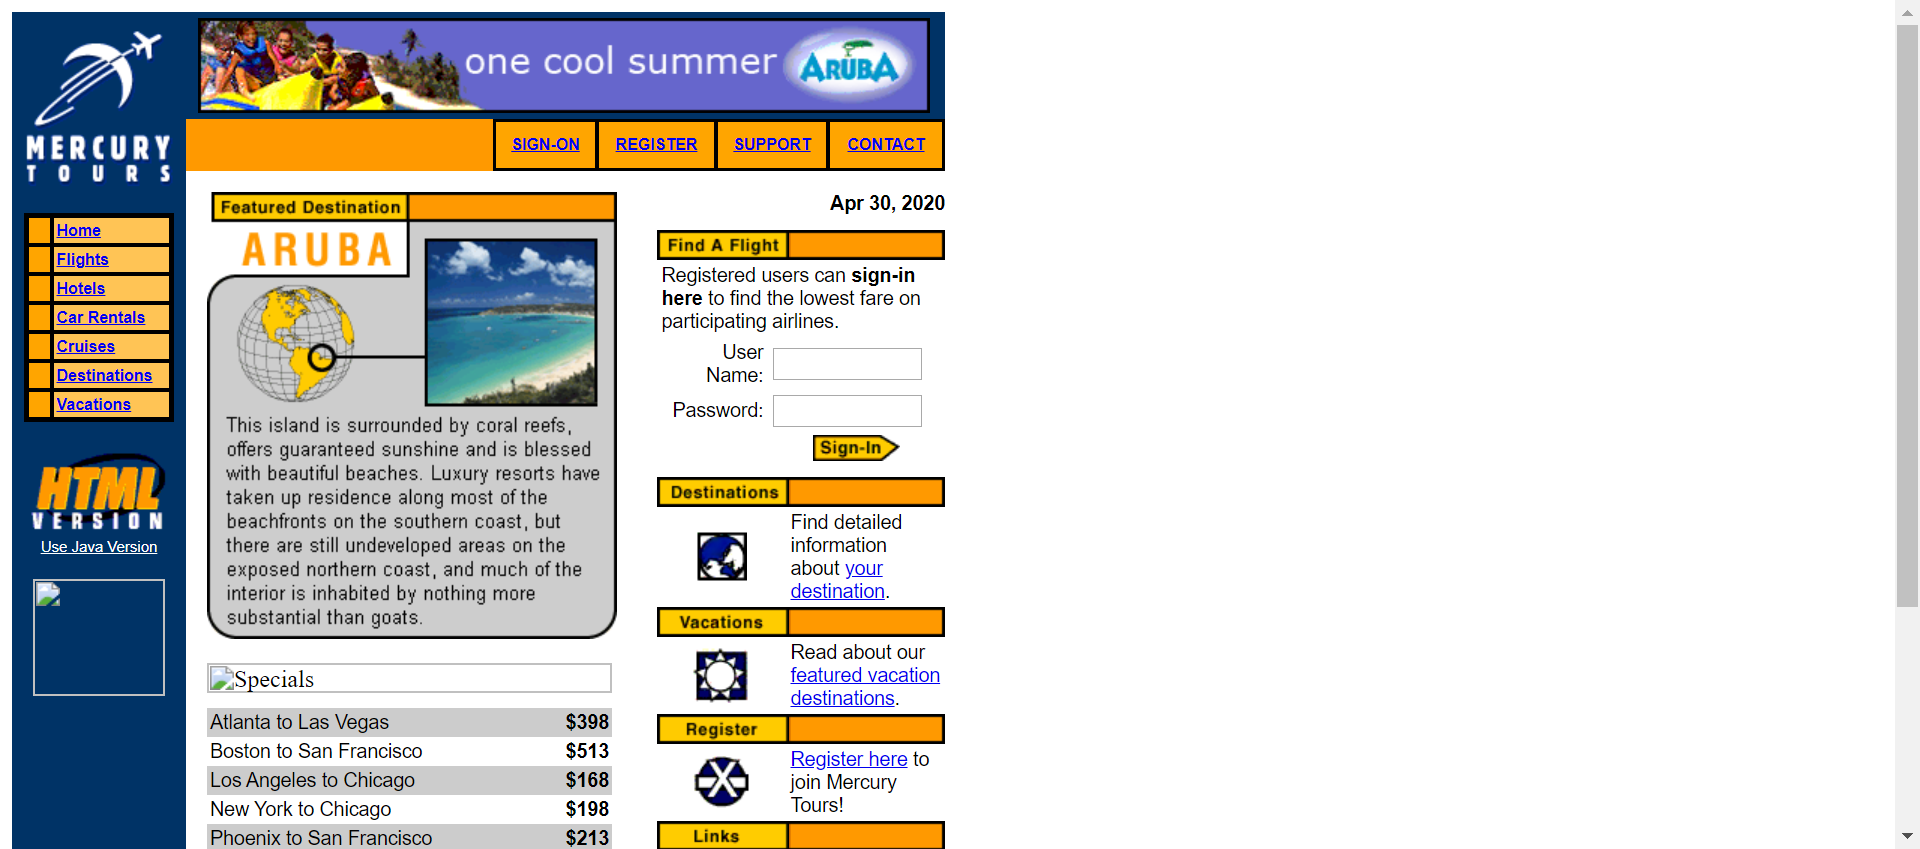 one cool summer ARUBA
MERCURY
TOURS
SIGN-ON REGISTER SUPPORT CONTACT
Home
Flights
Hotels
Car Rentals
Cruises
Destinations
Vacations
HTML
VERSION
Use Java Version
Featured Destination
ARUBA
This island is surrounded by coral reefs,
offers guaranteed sunshine and is blessed
with beautiful beaches. Luxury resorts have
taken up residence along most of the
beachfronts on the southern coast, but
there are still undeveloped areas on the
exposed northern coast, and much of the
interior is inhabited by nothing more
substantial than goats.
Specials
Atlanta to Las Vegas $398
Boston to San Francisco $513
Los Angeles to Chicago $168
New York to Chicago $198
Phoenix to San Francisco $213
Apr 30, 2020
Find A Flight
Registered users can sign-in
here to find the lowest fare on
participating airlines.
User
Name:
Password:
Sign-In
Destinations
Find detailed
information
about your
destination.
Vacations
Read about our
featured vacation
destinations.
Register
Register here to
join Mercury
Tours!
Links